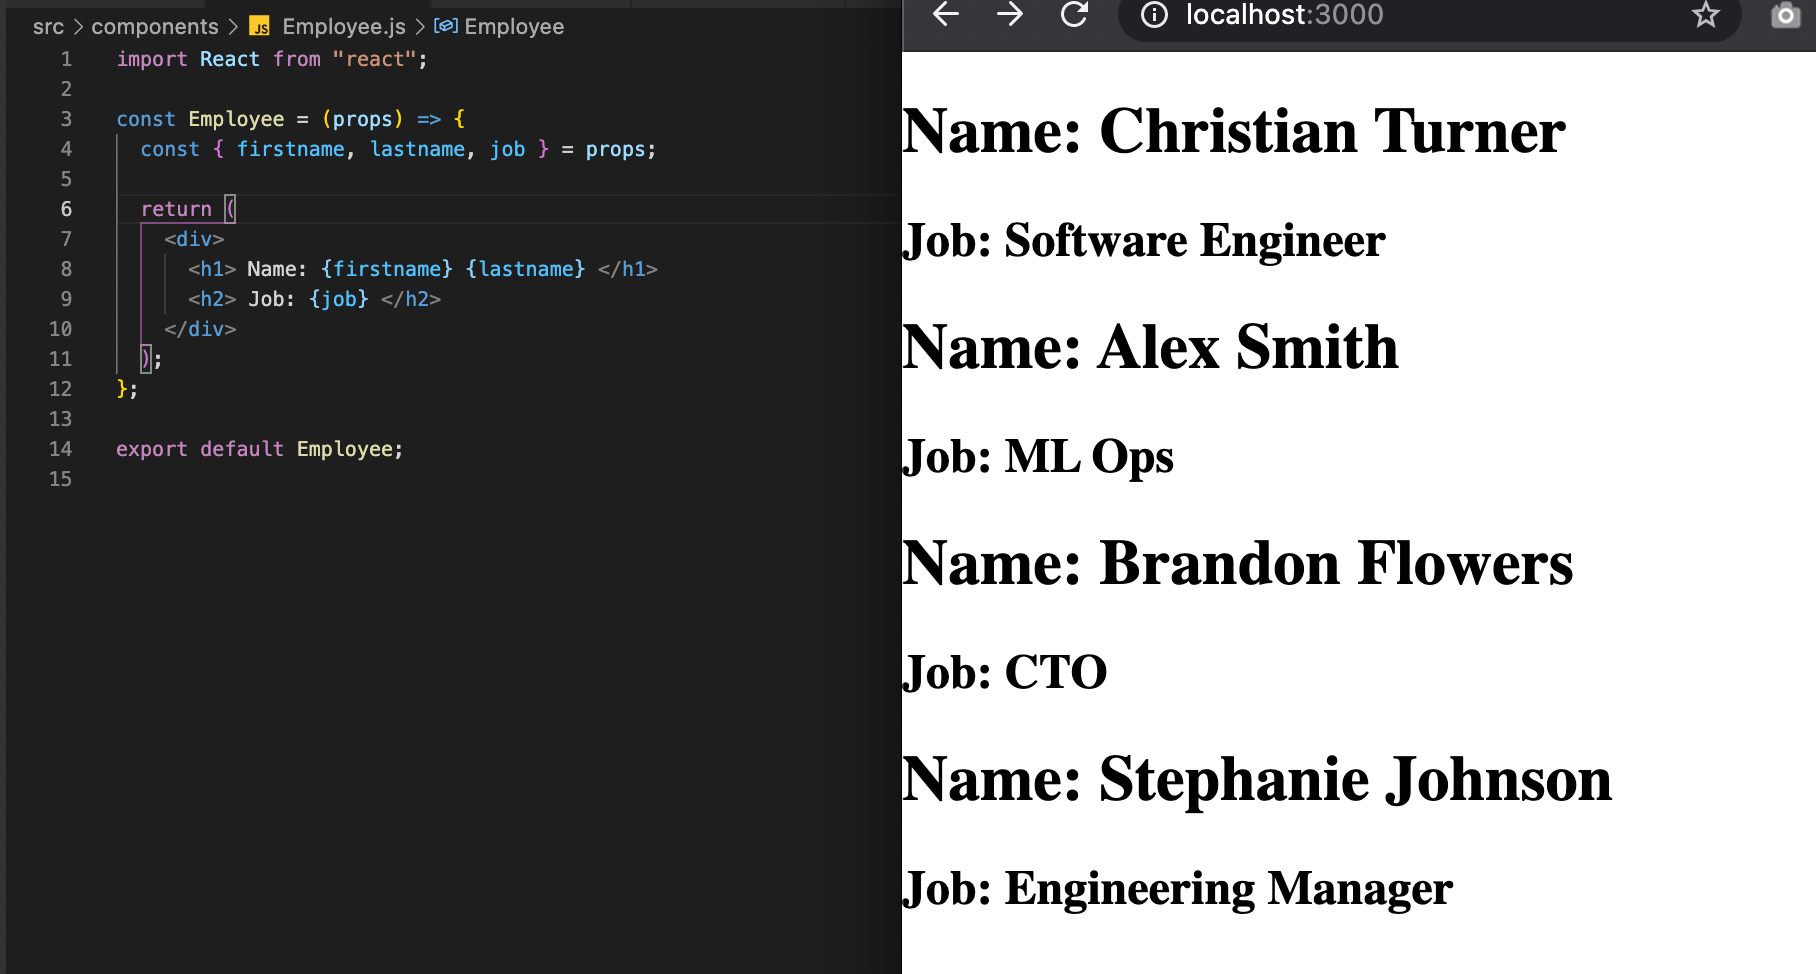 src > components > JS Employee.js > Employee
1 import React from "react";
2
3 const Employee = (props) => {
4 const { firstname, lastname, job } = props;
5
6 return (
7 <div>
8 <h1> Name: {firstname} {lastname} </h1>
9 <h2> Job: {job} </h2>
10 </div>
11 );
12 };
13
14 export default Employee;
15
localhost:3000
Name: Christian Turner
Job: Software Engineer
Name: Alex Smith
Job: ML Ops
Name: Brandon Flowers
Job: CTO
Name: Stephanie Johnson
Job: Engineering Manager